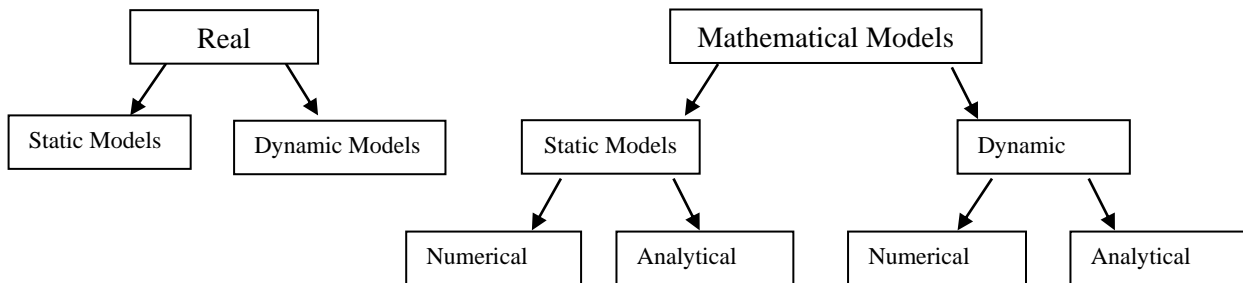 Real
Mathematical Models
Static Models
Dynamic Models
Static Models
Dynamic
Numerical
Analytical
Numerical
Analytical